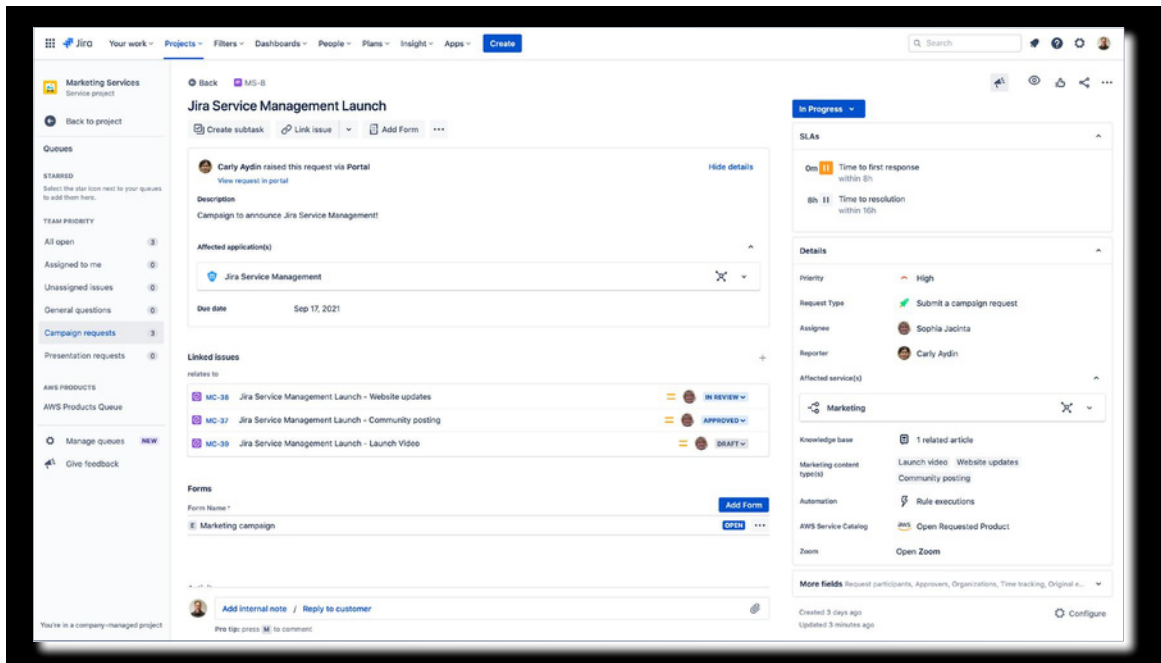 Jira Your work Projects Filters Dashboards People Plans Insight Apps Create Search
Marketing Services
Service project
Back to project
Queues
STARRED
Select the star icon next to your queues
to add them here.
TEAM PRIORITY
All open 3
Assigned to me 0
Unassigned issues 0
General questions 0
Campaign requests 3
Presentation requests 0
AWS PRODUCTS
AWS Products Queue
Manage queues NEW
Give feedback
You're in a company-managed project
Back MS-8
Jira Service Management Launch
Create subtask Link issue Add Form
Carly Aydin raised this request via Portal Hide details
View request in portal
Description
Campaign to announce Jira Service Management!
Affected application(s)
Jira Service Management
Due date Sep 17, 2021
Linked issues
relates to
MC-38 Jira Service Management Launch - Website updates IN REVIEW
MC-37 Jira Service Management Launch - Community posting APPROVED
MC-39 Jira Service Management Launch - Launch Video DRAFT
Forms
Form Name * Add Form
E Marketing campaign OPEN
Add internal note / Reply to customer
Pro tip: press M to comment
In Progress
SLAs
0m Time to first response
within 8h
8h Time to resolution
within 16h
Details
Priority High
Request Type Submit a campaign request
Assignee Sophia Jacinta
Reporter Carly Aydin
Affected service(s)
Marketing
Knowledge base 1 related article
Marketing content type(s) Launch video Website updates
Community posting
Automation Rule executions
AWS Service Catalog aws Open Requested Product
Zoom Open Zoom
More fields Request participants, Approvers, Organizations, Time tracking, Original e...
Created 3 days ago Configure
Updated 3 minutes ago